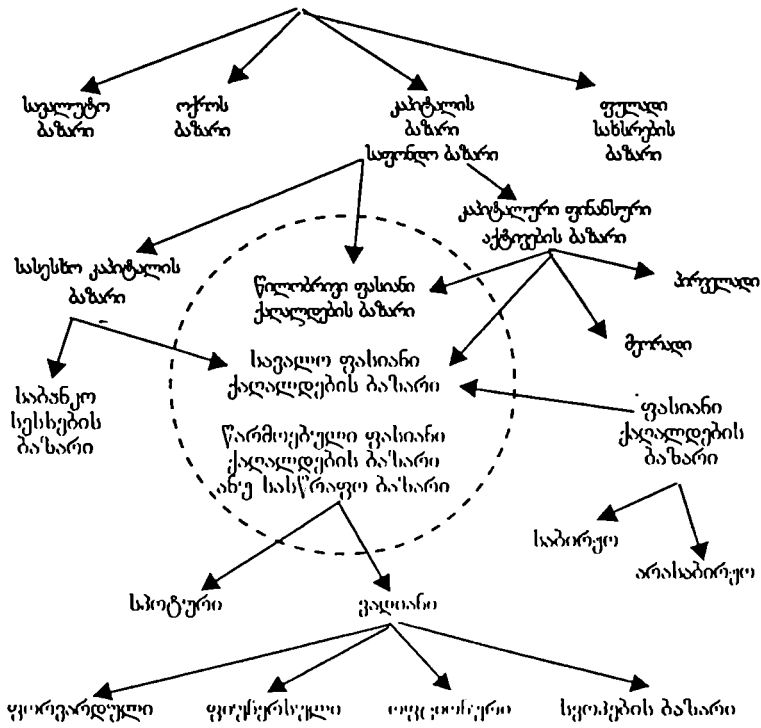 სავალუტო
ბაზარი
ოქროს
ბაზარი
კაპიტალის
ბაზარი
საფონდო ბაზარი
ფულადი
სახსრების
ბაზარი
კაპიტალური ფინანსური
აქტივების ბაზარი
სასესხო კაპიტალის
ბაზარი
წილობრივი ფასიანი
ქაღალდების ბაზარი
პირველადი
მეორადი
სავალო ფასიანი
ქაღალდების ბაზარი
საბანკო
სესხების
ბაზარი
ფასიანი
ქაღალდების
ბაზარი
წარმოებული ფასიანი
ქაღალდების ბაზარი
ანუ სასწრაფო ბაზარი
საბირჟო
არასაბირჟო
სპოტური
ვადიანი
ფორვარდული
ფიუჩერსული
ოფციონური
სვოპების ბაზარი